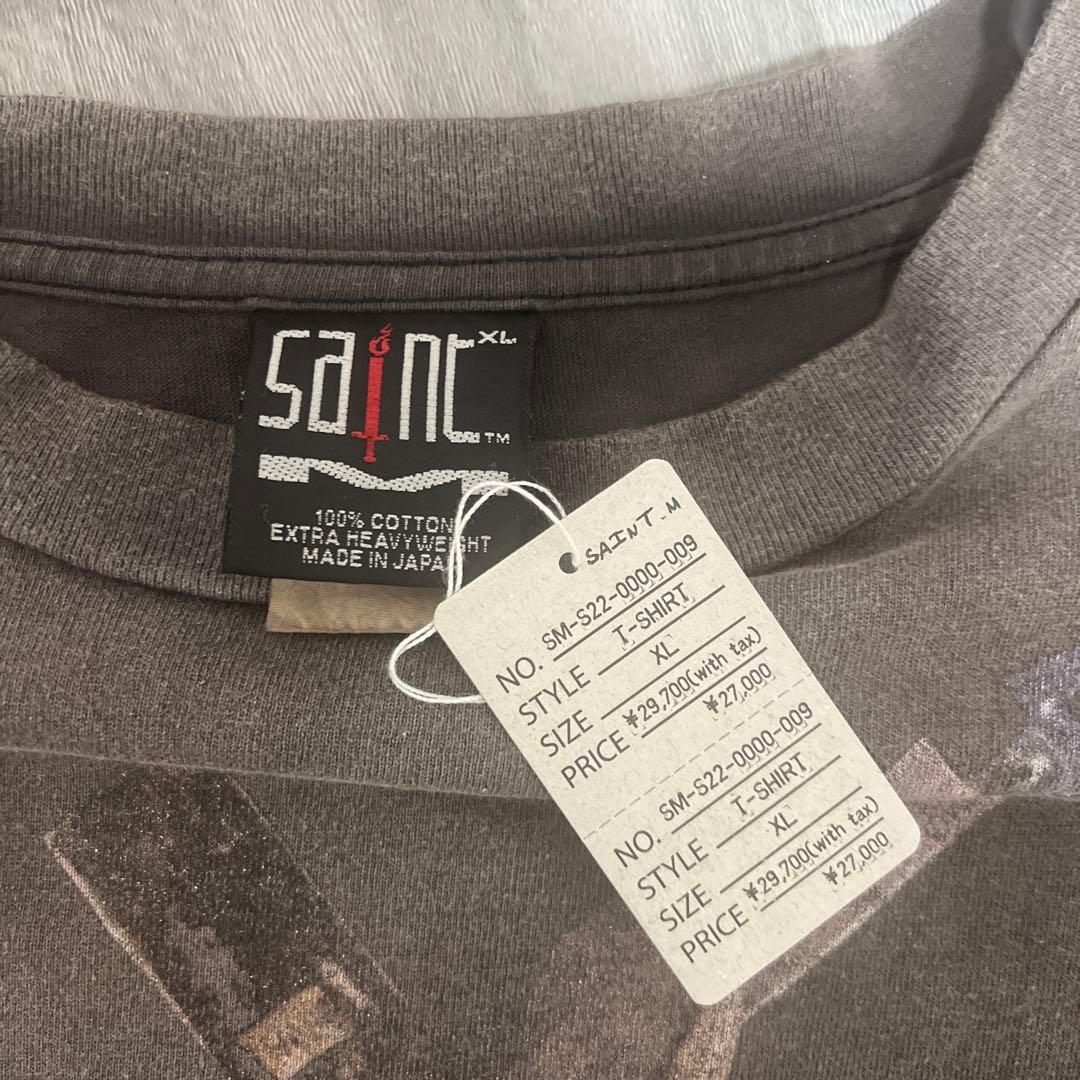 saint XL
TM
M
100% COTTON
EXTRA HEAVYWEIGHT
MADE IN JAPA
SAINT_M
NO. SM-S22-0000-009
STYLE T-SHIRT
SIZE XL
PRICE ¥29,700(with tax)
¥27,000
NO. SM-S22-0000-009
STYLE T-SHIRT
SIZE XL
PRICE ¥29,700(with tax)
¥27,000